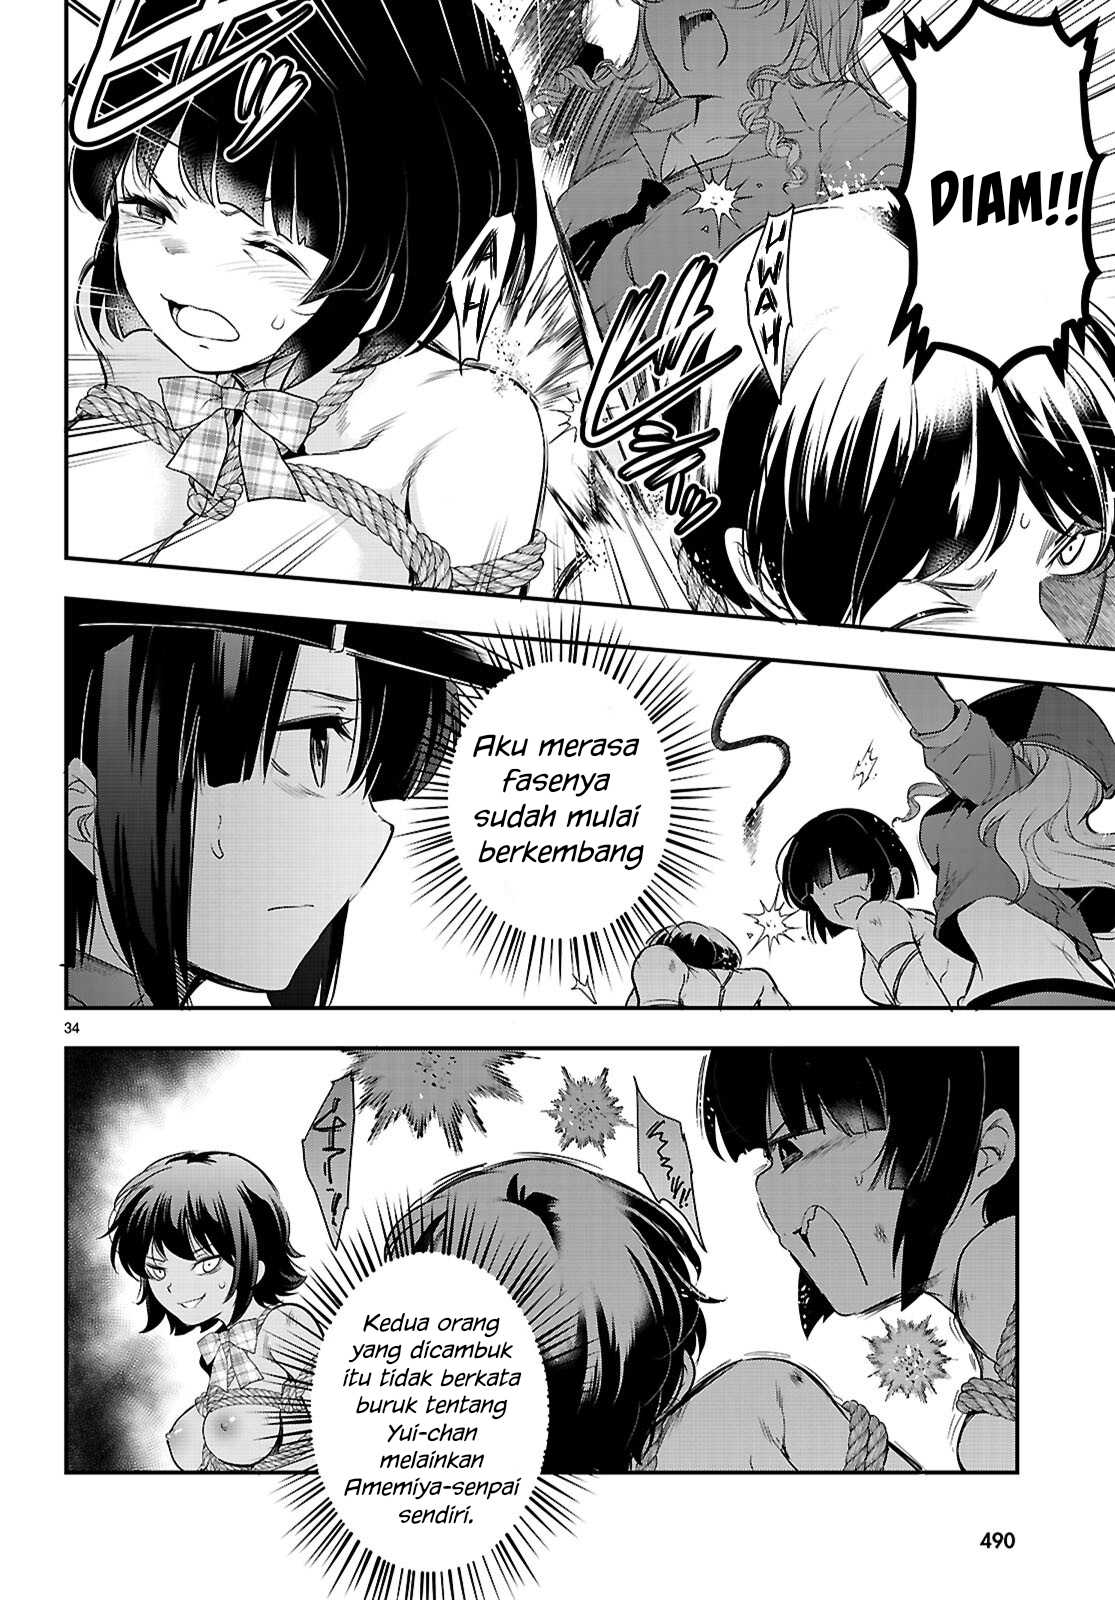 DIAM!!
UWAH
AH
Aku merasa
fasenya
sudah mulai
berkembang
34
Kedua orang
yang dicambuk
itu tidak berkata
buruk tentang
Yui-chan
melainkan
Amemiya-senpai
sendiri.
490